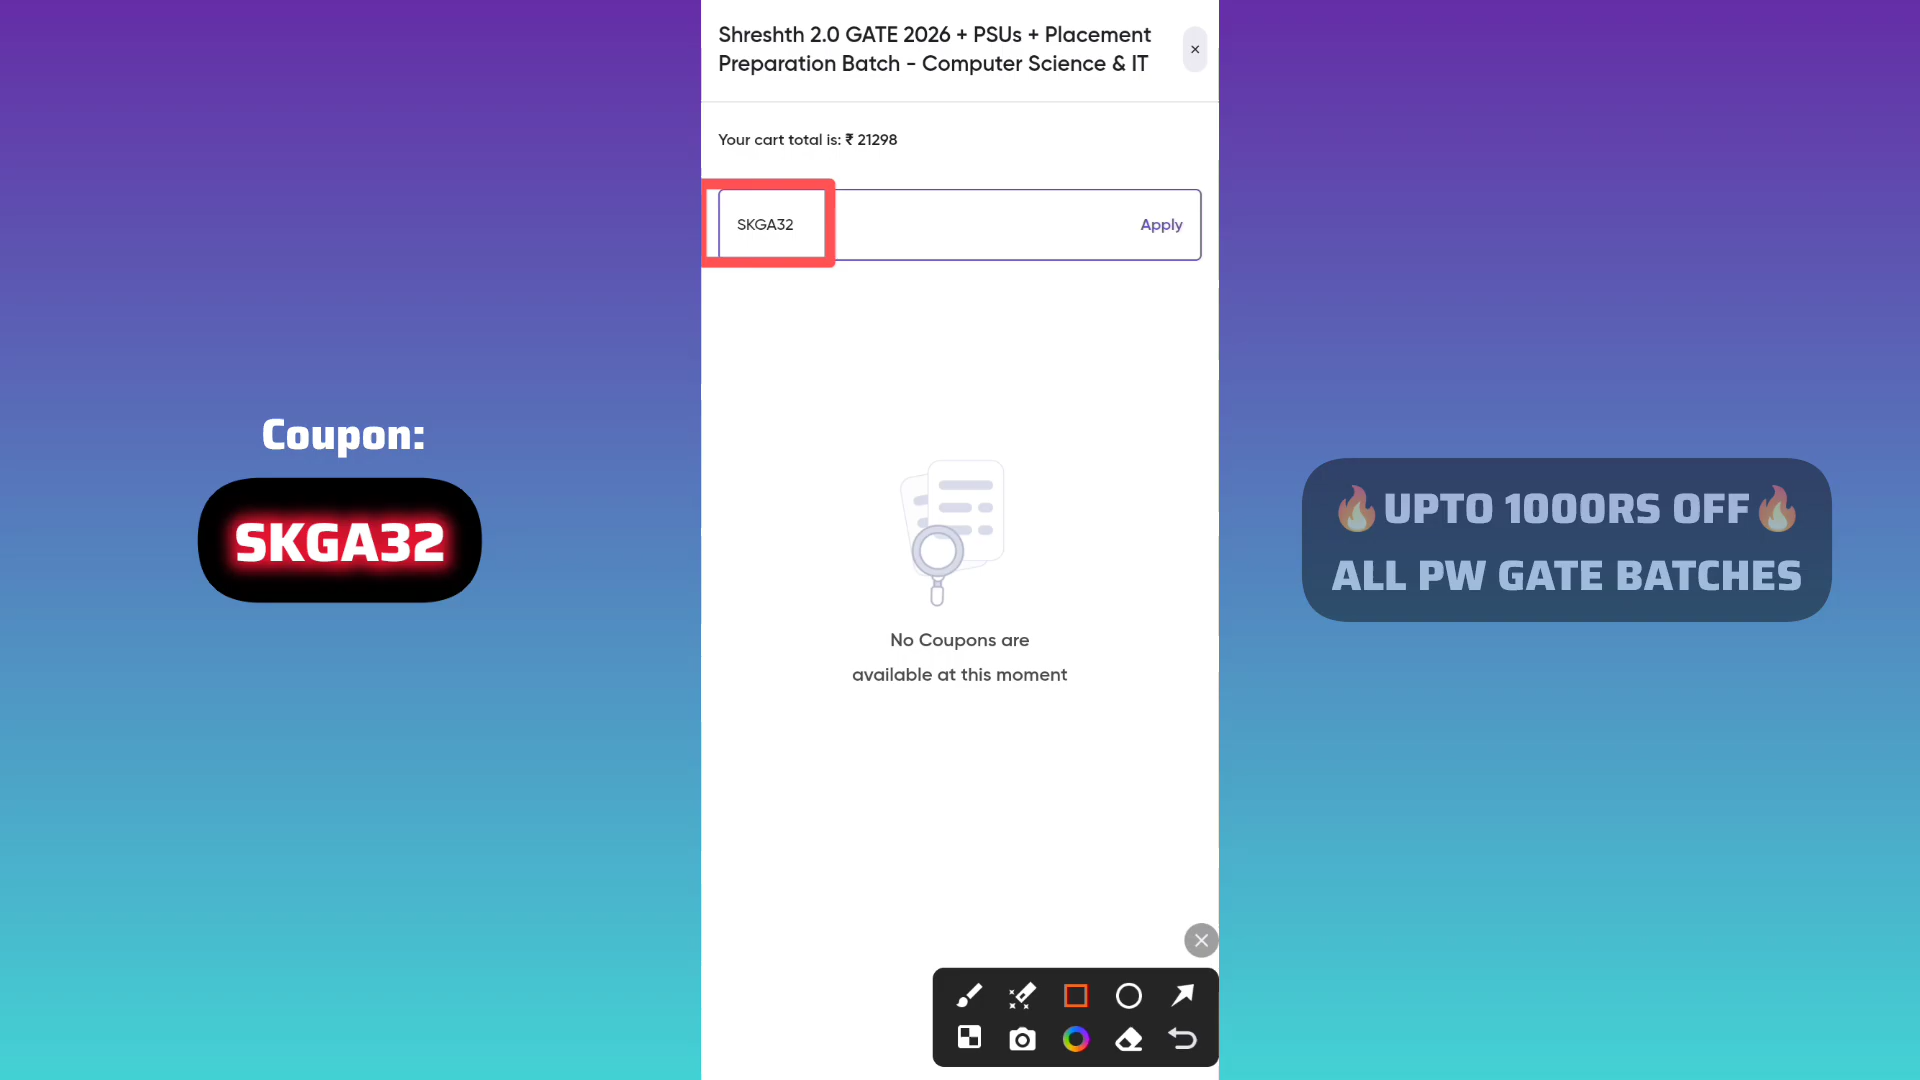 Shreshth 2.0 GATE 2026 + PSUs + Placement
Preparation Batch - Computer Science & IT
Your cart total is: ₹ 21298
SKGA32
Apply
Coupon:
SKGA32
🔥UPTO 1000RS OFF🔥
ALL PW GATE BATCHES
No Coupons are
available at this moment